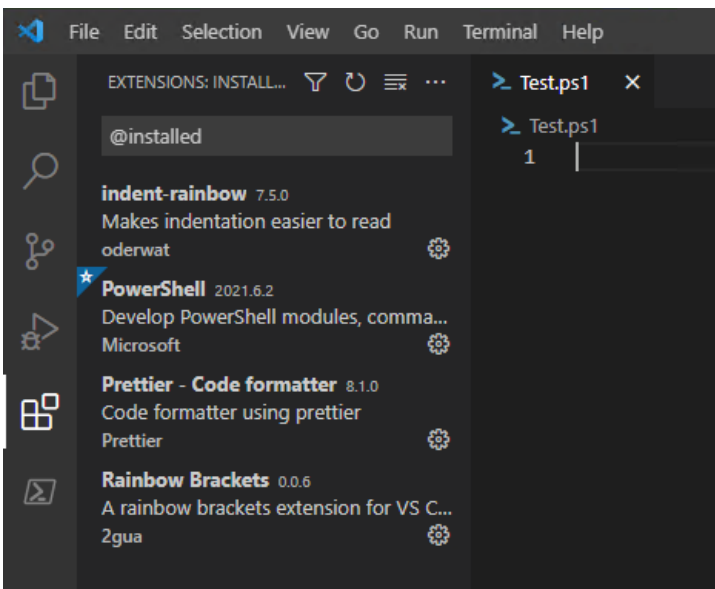 File Edit Selection View Go Run Terminal Help
EXTENSIONS: INSTALL...
@installed
indent-rainbow 7.5.0
Makes indentation easier to read
oderwat
PowerShell 2021.6.2
Develop PowerShell modules, comma...
Microsoft
Prettier - Code formatter 8.1.0
Code formatter using prettier
Prettier
Rainbow Brackets 0.0.6
A rainbow brackets extension for VS C...
2gua
Test.ps1
Test.ps1
1